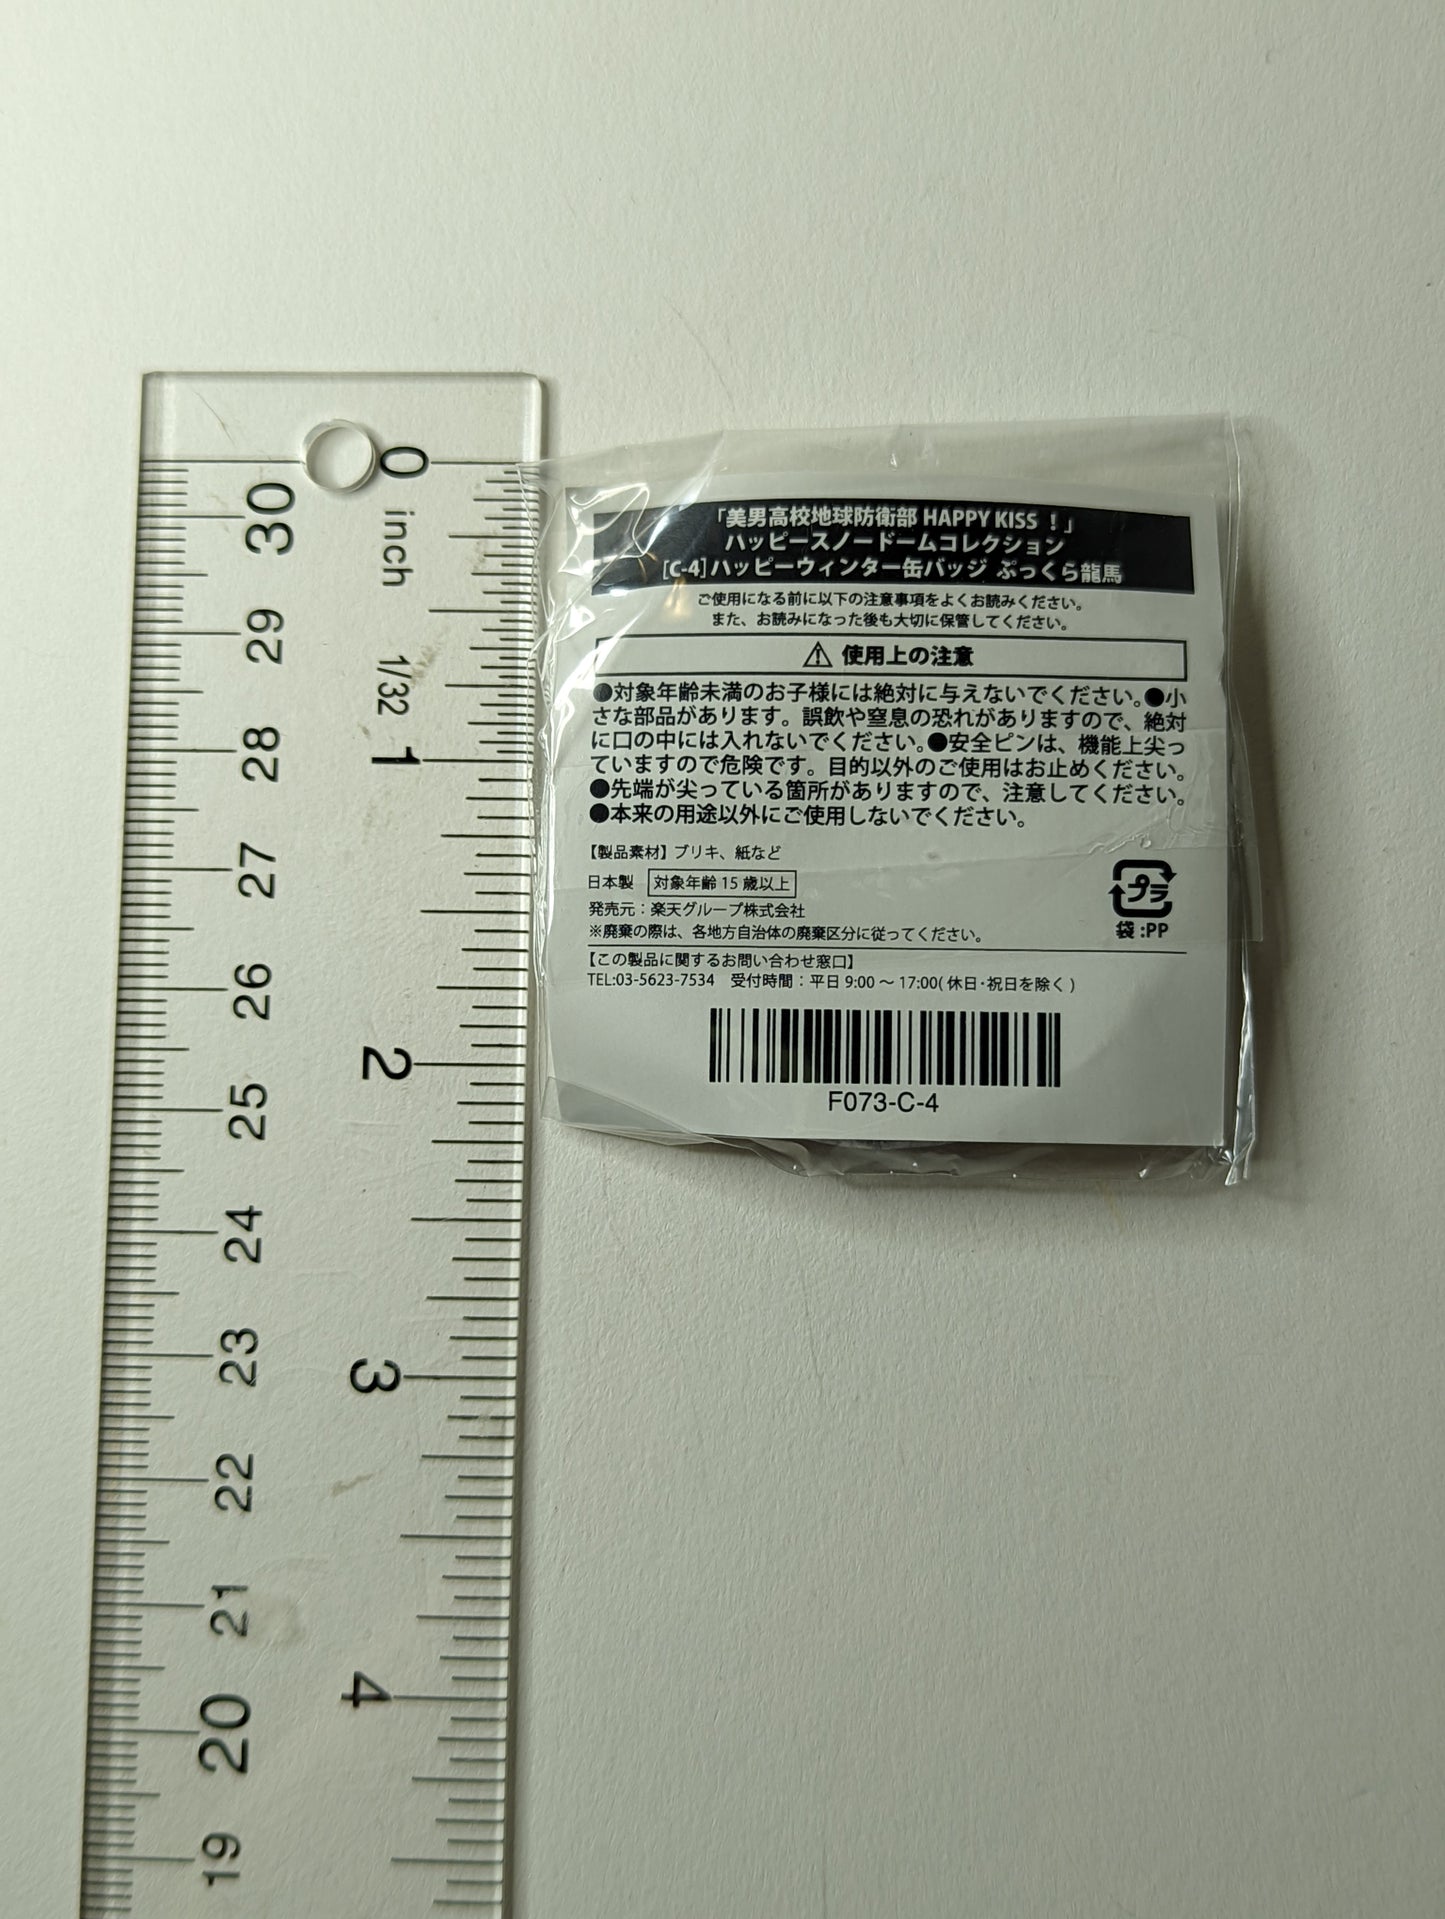 0
inch
1/32
1
2
3
4
30
29
28
27
26
25
24
23
22
21
20
19
「美男高校地球防衛部 HAPPY KISS ！」
ハッピースノードームコレクション
[C-4]ハッピーウィンター缶バッジ ぷっくら龍馬
ご使用になる前に以下の注意事項をよくお読みください。
また、お読みになった後も大切に保管してください。
⚠ 使用上の注意
●対象年齢未満のお子様には絶対に与えないでください。●小
さな部品があります。誤飲や窒息の恐れがありますので、絶対
に口の中には入れないでください。●安全ピンは、機能上尖っ
ていますので危険です。目的以外のご使用はお止めください。
●先端が尖っている箇所がありますので、注意してください。
●本来の用途以外にご使用しないでください。
【製品素材】ブリキ、紙など
日本製 対象年齢 15 歳以上
発売元：楽天グループ株式会社
※廃棄の際は、各地方自治体の廃棄区分に従ってください。
プラ
袋:PP
【この製品に関するお問い合わせ窓口】
TEL:03-5623-7534 受付時間：平日 9:00 ～ 17:00( 休日･祝日を除く )
F073-C-4